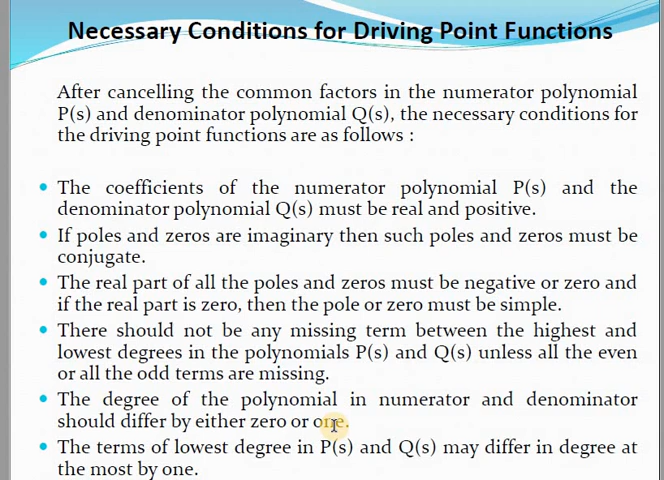 Necessary Conditions for Driving Point Functions
After cancelling the common factors in the numerator polynomial
P(s) and denominator polynomial Q(s), the necessary conditions for
the driving point functions are as follows :
• The coefficients of the numerator polynomial P(s) and the
denominator polynomial Q(s) must be real and positive.
• If poles and zeros are imaginary then such poles and zeros must be
conjugate.
• The real part of all the poles and zeros must be negative or zero and
if the real part is zero, then the pole or zero must be simple.
• There should not be any missing term between the highest and
lowest degrees in the polynomials P(s) and Q(s) unless all the even
or all the odd terms are missing.
• The degree of the polynomial in numerator and denominator
should differ by either zero or one.
• The terms of lowest degree in P(s) and Q(s) may differ in degree at
the most by one.